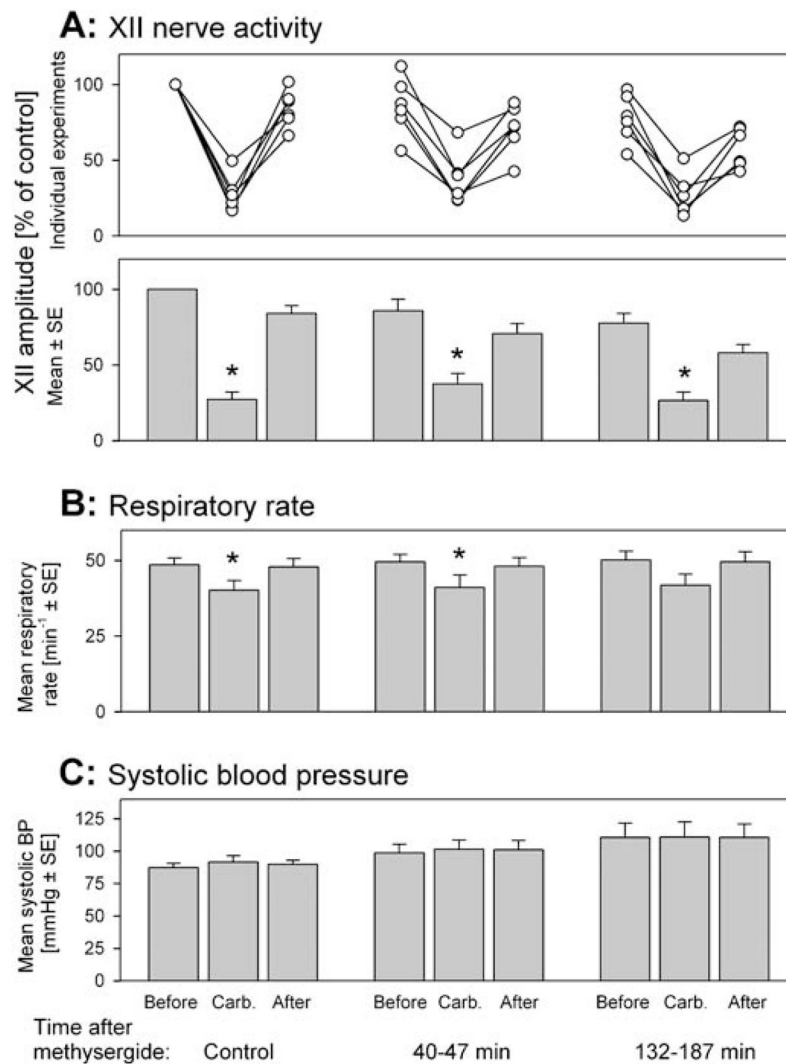 A: XII nerve activity
XII amplitude [% of control]
Individual experiments
100
50
0
Mean ± SE
100
50
0
* * *
B: Respiratory rate
Mean respiratory
rate [min⁻¹ ± SE]
50
25
0
* *
C: Systolic blood pressure
Mean systolic BP
[mmHg ± SE]
125
100
75
50
25
0
Before Carb. After Before Carb. After Before Carb. After
Time after
methysergide: Control 40-47 min 132-187 min